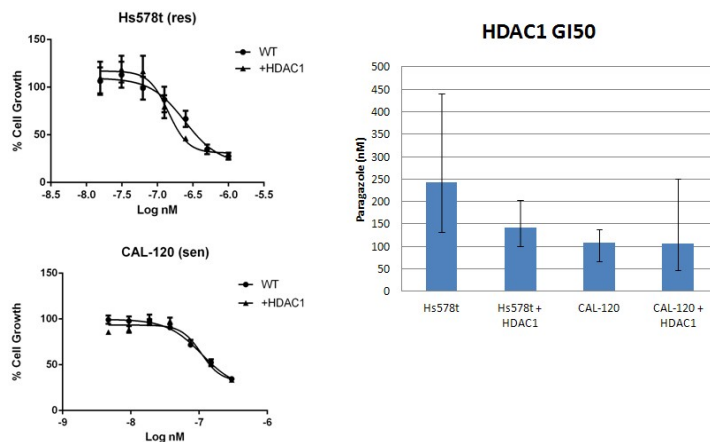 Hs578t (res)
150
100
50
0
% Cell Growth
WT
+HDAC1
-8.5 -8.0 -7.5 -7.0 -6.5 -6.0 -5.5
Log nM
CAL-120 (sen)
150
100
50
0
% Cell Growth
WT
+HDAC1
-9 -8 -7 -6
Log nM
HDAC1 GI50
500
450
400
350
300
250
200
150
100
50
0
Paragazole (nM)
Hs578t Hs578t + CAL-120 CAL-120 +
HDAC1 HDAC1